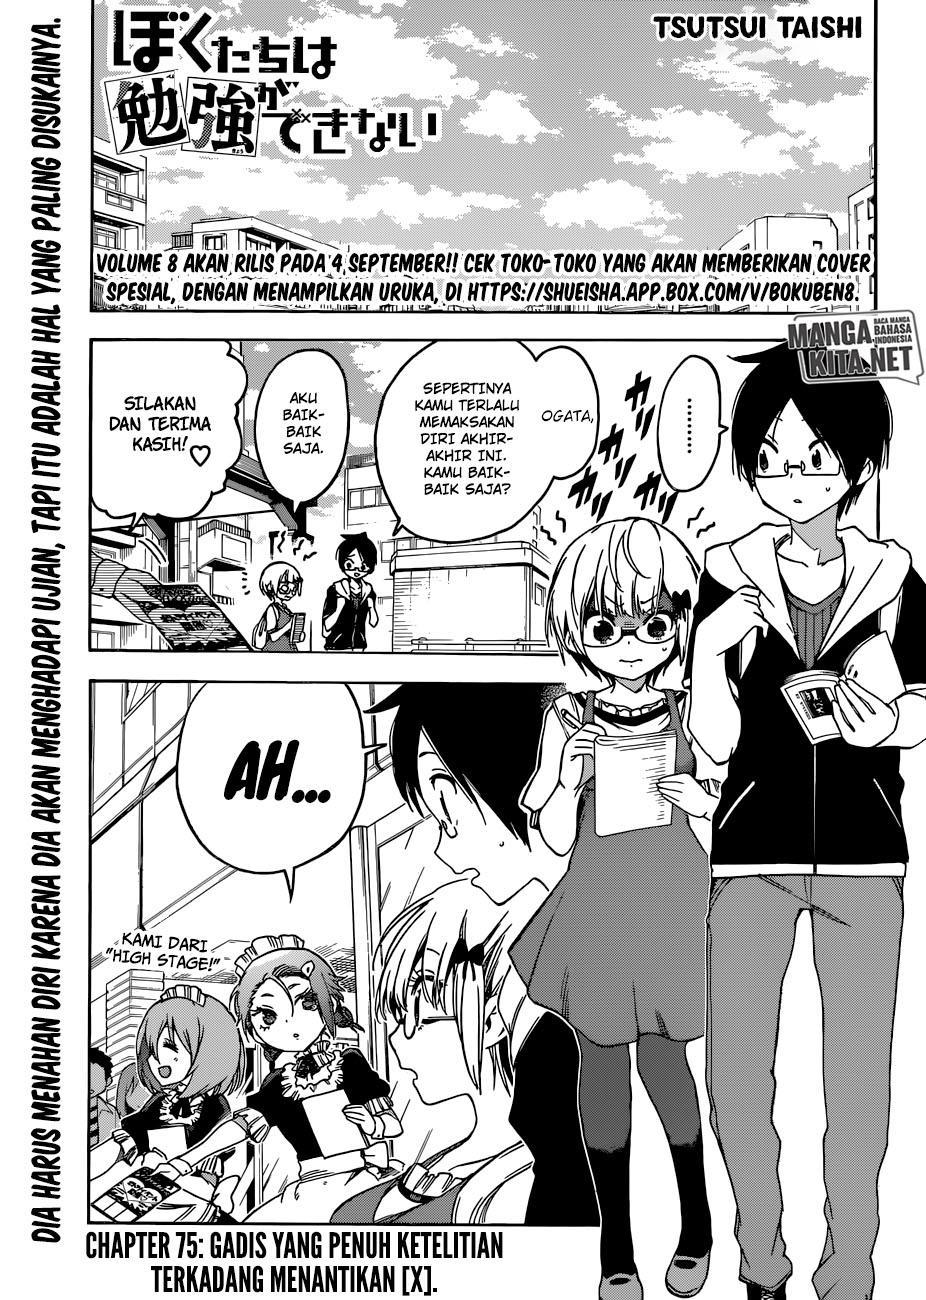 ぼくたちは
勉強が
できない
TSUTSUI TAISHI
VOLUME 8 AKAN RILIS PADA 4 SEPTEMBER!! CEK TOKO-TOKO YANG AKAN MEMBERIKAN COVER
SPESIAL, DENGAN MENAMPILKAN URUKA, DI HTTPS://SHUEISHA.APP.BOX.COM/V/BOKUBEN8.
MANGA
KITA.NET
BACA MANGA
BAHASA
INDONESIA
DIA HARUS MENAHAN DIRI KARENA DIA AKAN MENGHADAPI UJIAN, TAPI ITU ADALAH HAL YANG PALING DISUKAINYA.
.........
OGATA,
SEPERTINYA
KAMU TERLALU
MEMAKSAKAN
DIRI AKHIR-
AKHIR INI.
KAMU BAIK-
BAIK SAJA?
AKU
BAIK-
BAIK
SAJA.
SILAKAN
DAN TERIMA
KASIH!♡
AH...
KAMI DARI
"HIGH STAGE!"
CHAPTER 75: GADIS YANG PENUH KETELITIAN
TERKADANG MENANTIKAN [X].